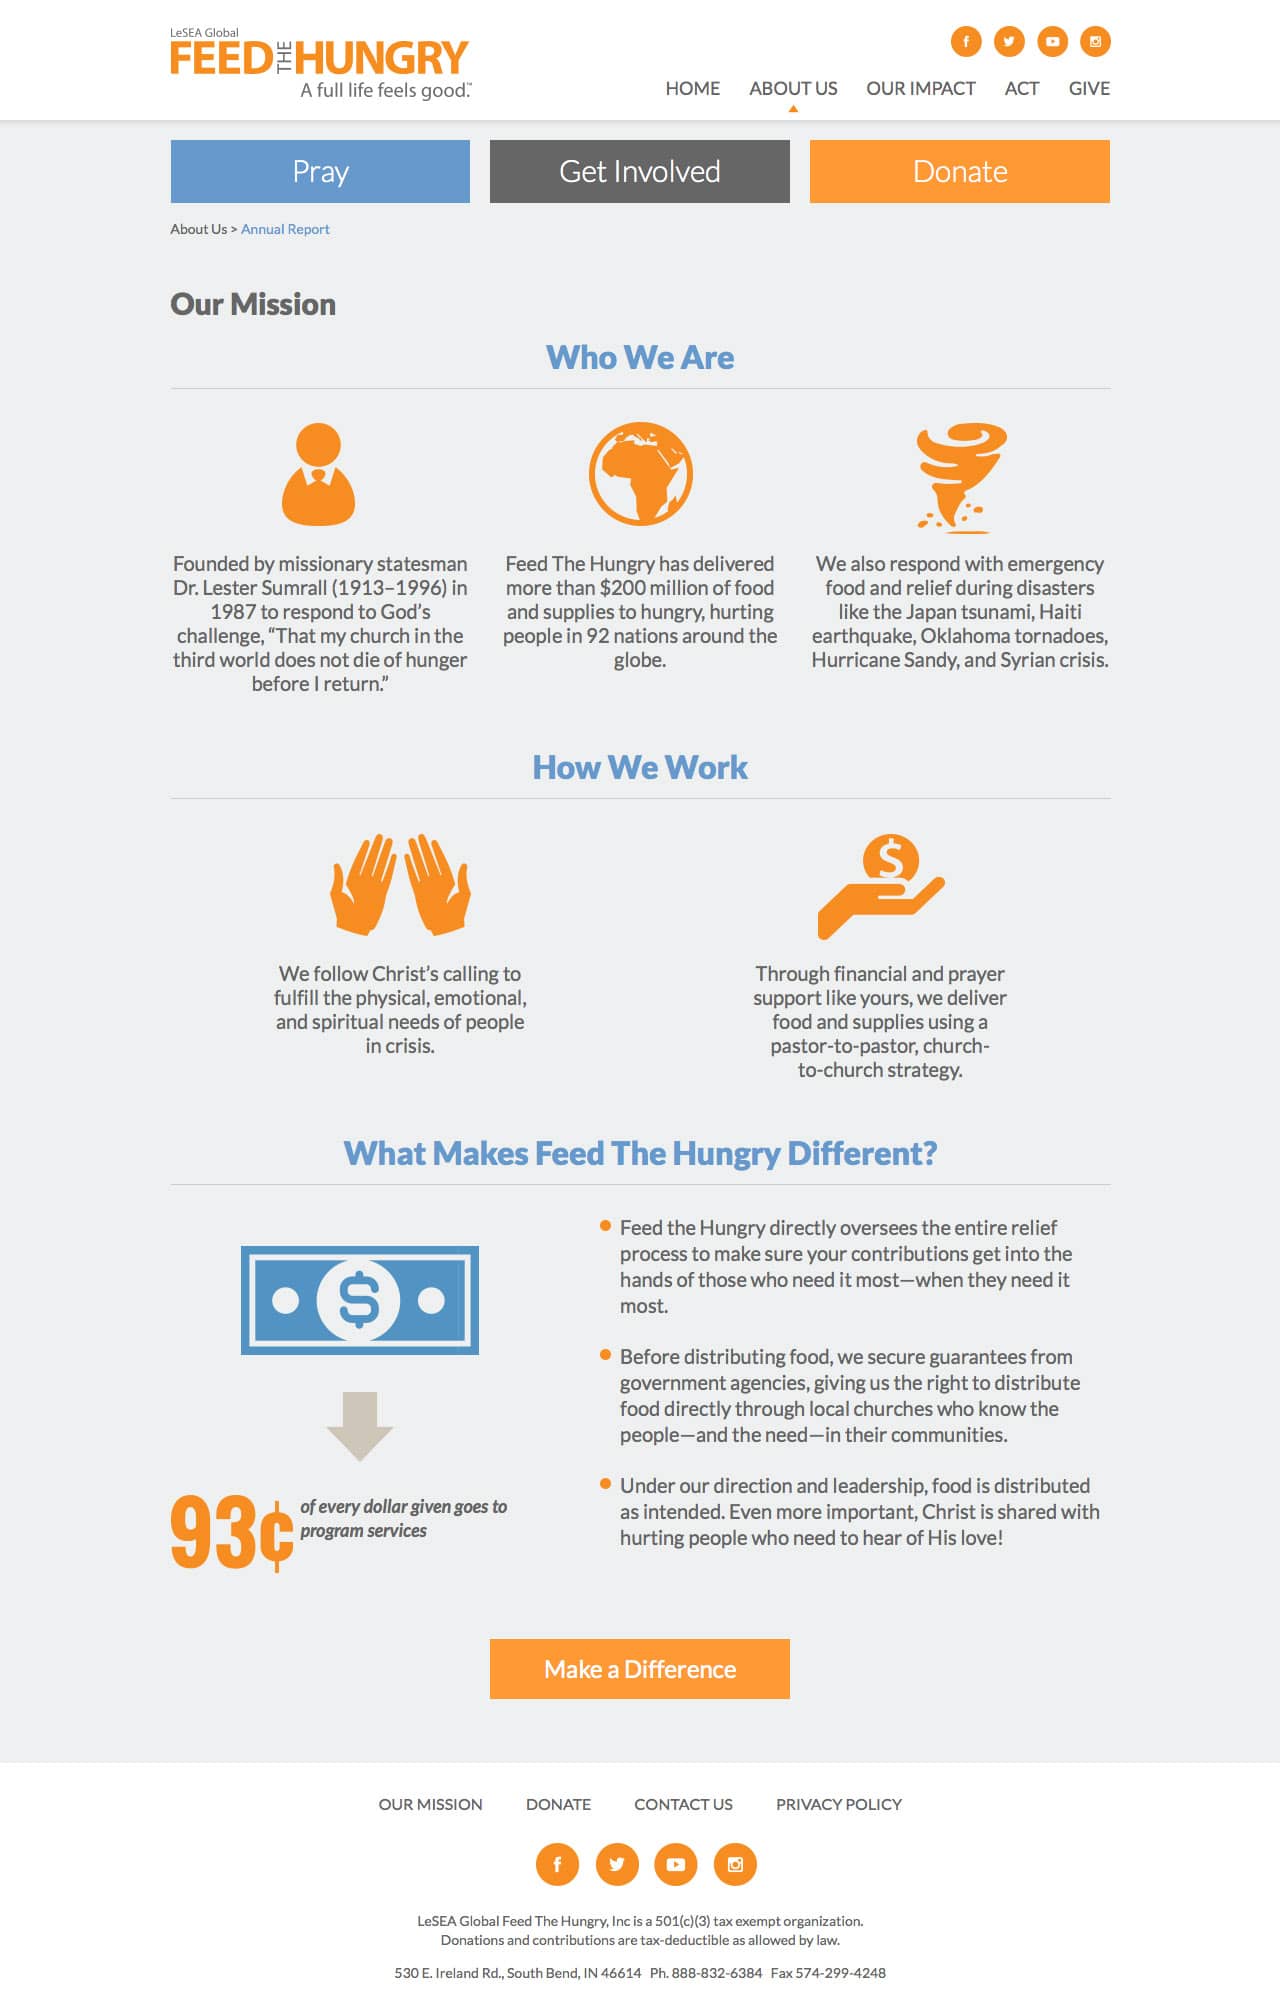 LeSEA Global
FEED THE HUNGRY
A full life feels good.™
HOME ABOUT US OUR IMPACT ACT GIVE
Pray Get Involved Donate
About Us > Annual Report
Our Mission
Who We Are
Founded by missionary statesman
Dr. Lester Sumrall (1913–1996) in
1987 to respond to God’s
challenge, “That my church in the
third world does not die of hunger
before I return.”
Feed The Hungry has delivered
more than $200 million of food
and supplies to hungry, hurting
people in 92 nations around the
globe.
We also respond with emergency
food and relief during disasters
like the Japan tsunami, Haiti
earthquake, Oklahoma tornadoes,
Hurricane Sandy, and Syrian crisis.
How We Work
$
We follow Christ’s calling to
fulfill the physical, emotional,
and spiritual needs of people
in crisis.
Through financial and prayer
support like yours, we deliver
food and supplies using a
pastor-to-pastor, church-
to-church strategy.
What Makes Feed The Hungry Different?
$
93¢
of every dollar given goes to
program services
Feed the Hungry directly oversees the entire relief
process to make sure your contributions get into the
hands of those who need it most—when they need it
most.
Before distributing food, we secure guarantees from
government agencies, giving us the right to distribute
food directly through local churches who know the
people—and the need—in their communities.
Under our direction and leadership, food is distributed
as intended. Even more important, Christ is shared with
hurting people who need to hear of His love!
Make a Difference
OUR MISSION DONATE CONTACT US PRIVACY POLICY
LeSEA Global Feed The Hungry, Inc is a 501(c)(3) tax exempt organization.
Donations and contributions are tax-deductible as allowed by law.
530 E. Ireland Rd., South Bend, IN 46614 Ph. 888-832-6384 Fax 574-299-4248